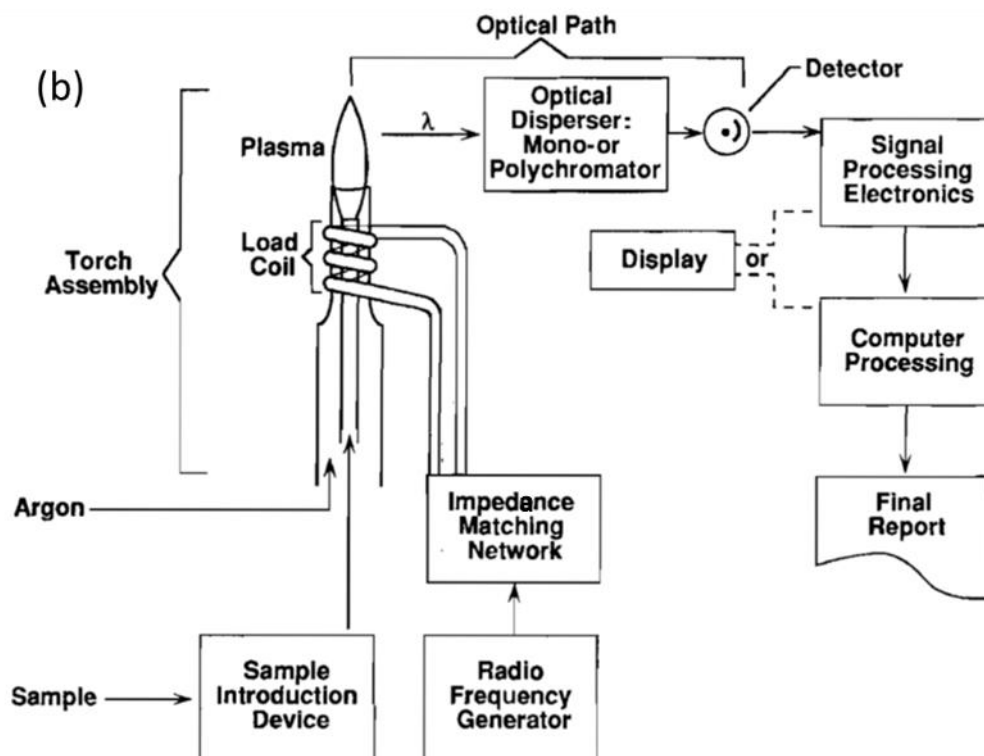 Optical Path
(b)
Detector
Optical
Disperser:
Mono-or
Polychromator
λ
Plasma
Signal
Processing
Electronics
Load
Coil
Torch
Assembly
Display
or
Computer
Processing
Argon
Impedance
Matching
Network
Final
Report
Sample
Sample
Introduction
Device
Radio
Frequency
Generator